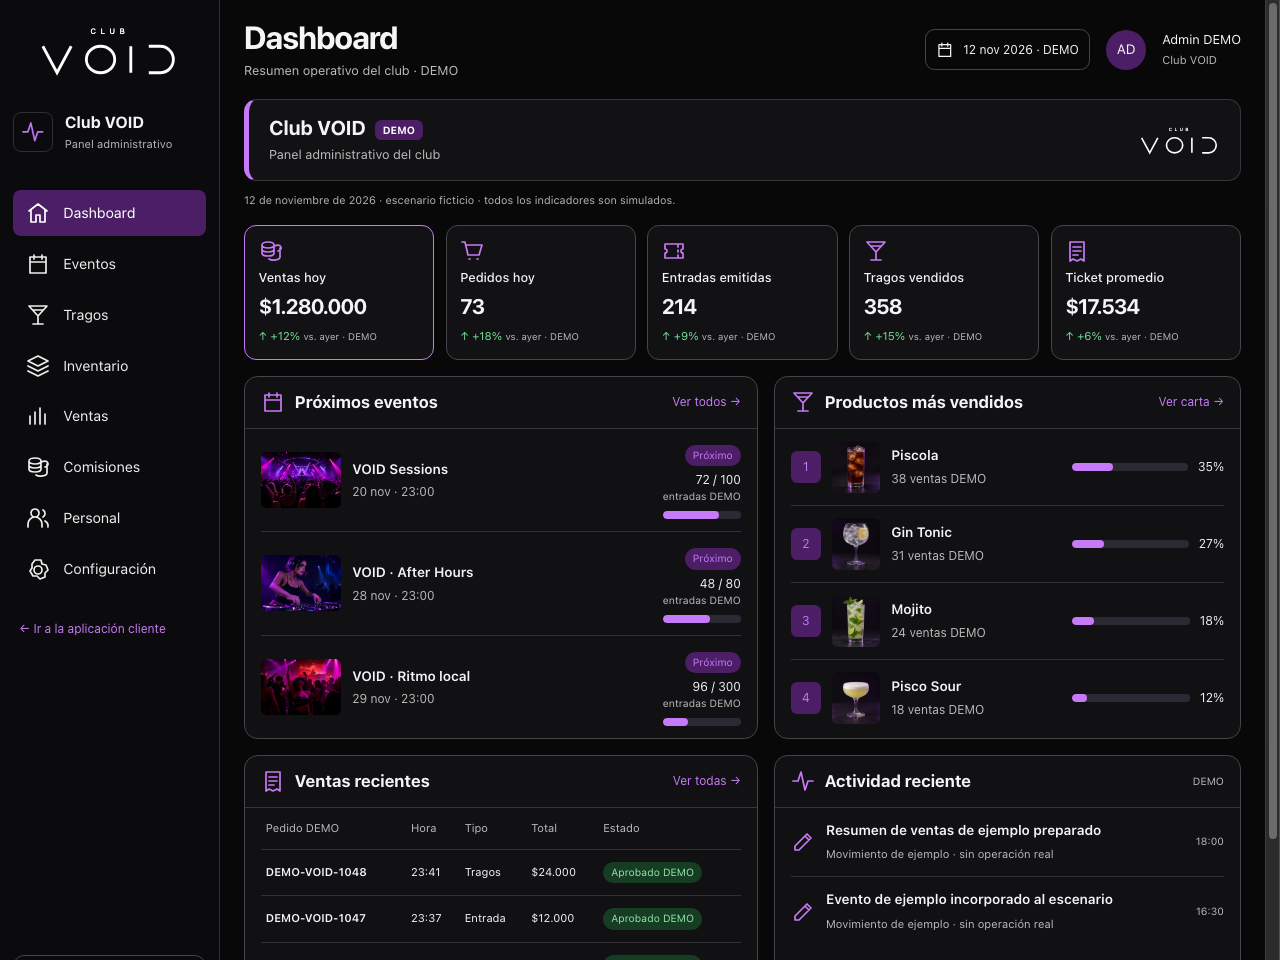 CLUB
VOID
Club VOID
Panel administrativo
Dashboard
Eventos
Tragos
Inventario
Ventas
Comisiones
Personal
Configuración
← Ir a la aplicación cliente
Dashboard
Resumen operativo del club · DEMO
12 nov 2026 · DEMO
AD
Admin DEMO
Club VOID
Club VOID DEMO
Panel administrativo del club
CLUB
VOID
12 de noviembre de 2026 · escenario ficticio · todos los indicadores son simulados.
Ventas hoy
$1.280.000
↑ +12% vs. ayer · DEMO
Pedidos hoy
73
↑ +18% vs. ayer · DEMO
Entradas emitidas
214
↑ +9% vs. ayer · DEMO
Tragos vendidos
358
↑ +15% vs. ayer · DEMO
Ticket promedio
$17.534
↑ +6% vs. ayer · DEMO
Próximos eventos
Ver todos →
VOID Sessions
20 nov · 23:00
Próximo
72 / 100
entradas DEMO
VOID · After Hours
28 nov · 23:00
Próximo
48 / 80
entradas DEMO
VOID · Ritmo local
29 nov · 23:00
Próximo
96 / 300
entradas DEMO
Productos más vendidos
Ver carta →
1
Piscola
38 ventas DEMO
35%
2
Gin Tonic
31 ventas DEMO
27%
3
Mojito
24 ventas DEMO
18%
4
Pisco Sour
18 ventas DEMO
12%
Ventas recientes
Ver todas →
Pedido DEMO Hora Tipo Total Estado
DEMO-VOID-1048 23:41 Tragos $24.000 Aprobado DEMO
DEMO-VOID-1047 23:37 Entrada $12.000 Aprobado DEMO
Actividad reciente
DEMO
Resumen de ventas de ejemplo preparado
Movimiento de ejemplo · sin operación real
18:00
Evento de ejemplo incorporado al escenario
Movimiento de ejemplo · sin operación real
16:30